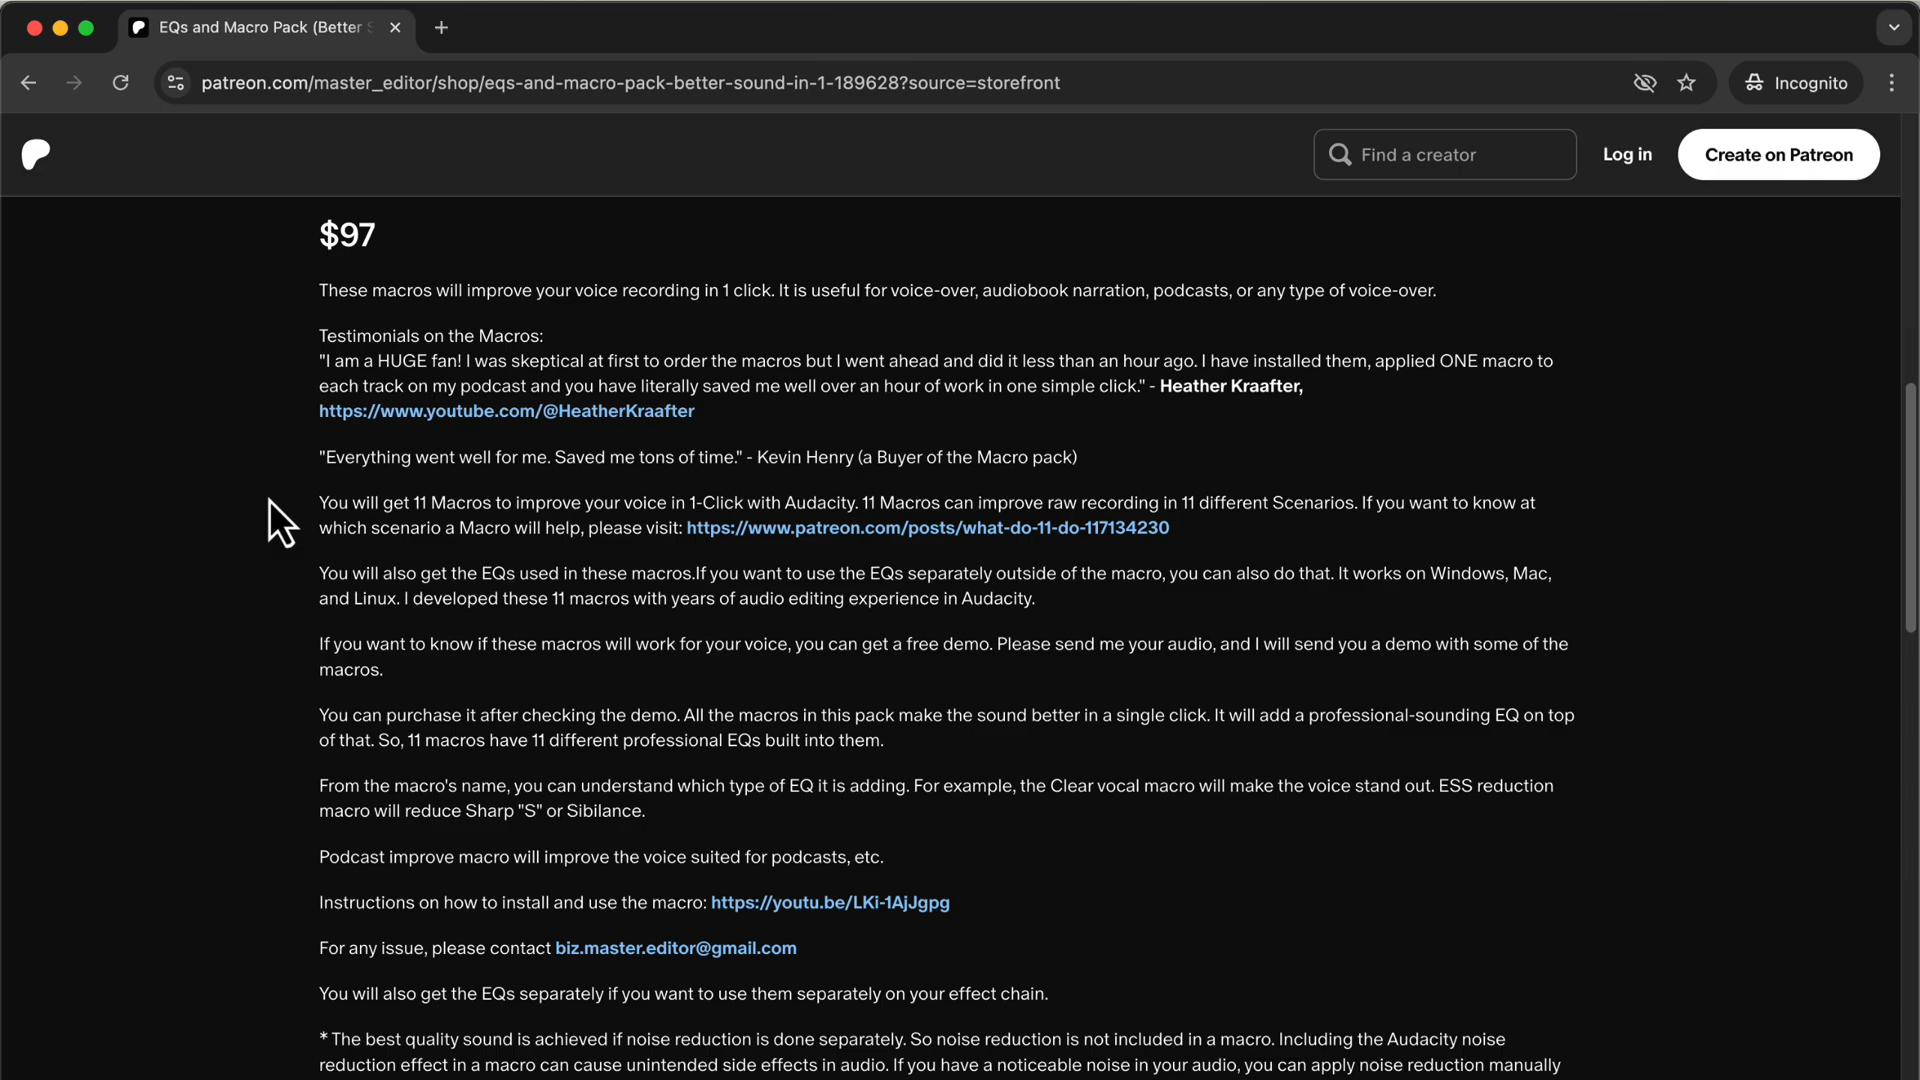 EQs and Macro Pack (Better S
patreon.com/master_editor/shop/eqs-and-macro-pack-better-sound-in-1-189628?source=storefront
Incognito
Find a creator
Log in
Create on Patreon
$97
These macros will improve your voice recording in 1 click. It is useful for voice-over, audiobook narration, podcasts, or any type of voice-over.
Testimonials on the Macros:
"I am a HUGE fan! I was skeptical at first to order the macros but I went ahead and did it less than an hour ago. I have installed them, applied ONE macro to
each track on my podcast and you have literally saved me well over an hour of work in one simple click." - Heather Kraafter,
https://www.youtube.com/@HeatherKraafter
"Everything went well for me. Saved me tons of time." - Kevin Henry (a Buyer of the Macro pack)
You will get 11 Macros to improve your voice in 1-Click with Audacity. 11 Macros can improve raw recording in 11 different Scenarios. If you want to know at
which scenario a Macro will help, please visit: https://www.patreon.com/posts/what-do-11-do-117134230
You will also get the EQs used in these macros.If you want to use the EQs separately outside of the macro, you can also do that. It works on Windows, Mac,
and Linux. I developed these 11 macros with years of audio editing experience in Audacity.
If you want to know if these macros will work for your voice, you can get a free demo. Please send me your audio, and I will send you a demo with some of the
macros.
You can purchase it after checking the demo. All the macros in this pack make the sound better in a single click. It will add a professional-sounding EQ on top
of that. So, 11 macros have 11 different professional EQs built into them.
From the macro's name, you can understand which type of EQ it is adding. For example, the Clear vocal macro will make the voice stand out. ESS reduction
macro will reduce Sharp "S" or Sibilance.
Podcast improve macro will improve the voice suited for podcasts, etc.
Instructions on how to install and use the macro: https://youtu.be/LKi-1AjJgpg
For any issue, please contact biz.master.editor@gmail.com
You will also get the EQs separately if you want to use them separately on your effect chain.
* The best quality sound is achieved if noise reduction is done separately. So noise reduction is not included in a macro. Including the Audacity noise
reduction effect in a macro can cause unintended side effects in audio. If you have a noticeable noise in your audio, you can apply noise reduction manually